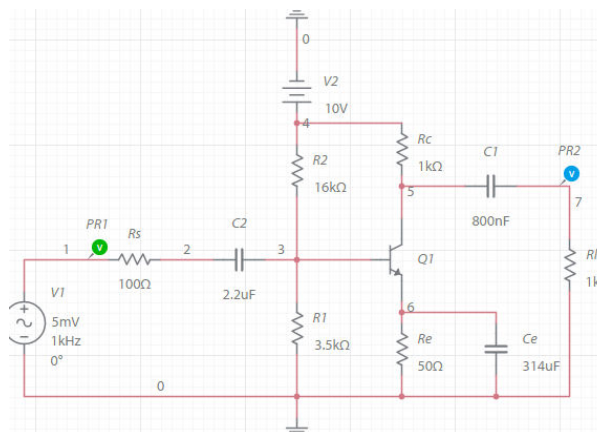 0
V2
10V
4
R2
16kΩ
Rc
1kΩ
5
C1
800nF
PR2
V
7
PR1
V
1
Rs
100Ω
2
C2
2.2uF
3
Q1
V1
5mV
1kHz
0°
R1
3.5kΩ
6
Re
50Ω
Ce
314uF
0